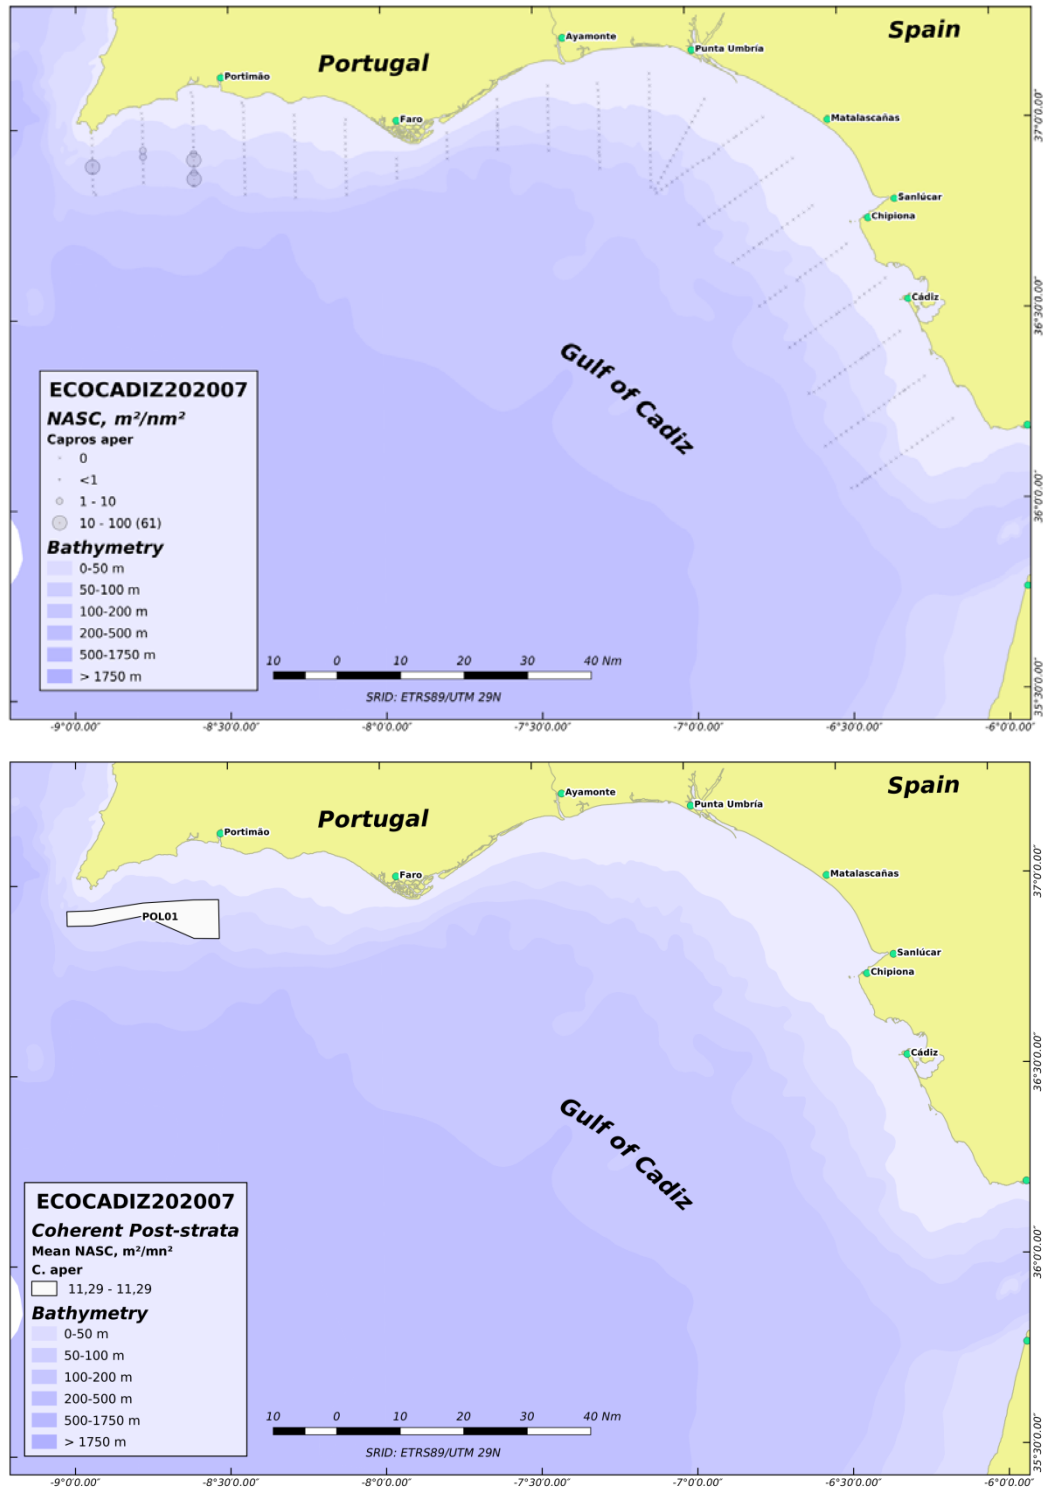 Spain
Portugal
Ayamonte
Punta Umbría
Portimão
Faro
Matalascañas
Sanlúcar
Chipiona
Cádiz
Gulf of Cadiz
37°0'0.00"
36°30'0.00"
36°0'0.00"
35°30'0.00"
ECOCADIZ202007
NASC, m²/nm²
Capros aper
0
<1
1 - 10
10 - 100 (61)
Bathymetry
0-50 m
50-100 m
100-200 m
200-500 m
500-1750 m
> 1750 m
10 0 10 20 30 40 Nm
SRID: ETRS89/UTM 29N
-9°0'0.00" -8°30'0.00" -8°0'0.00" -7°30'0.00" -7°0'0.00" -6°30'0.00" -6°0'0.00"
Spain
Portugal
Ayamonte
Punta Umbría
Portimão
Faro
Matalascañas
POL01
Sanlúcar
Chipiona
Cádiz
Gulf of Cadiz
37°0'0.00"
36°30'0.00"
36°0'0.00"
35°30'0.00"
ECOCADIZ202007
Coherent Post-strata
Mean NASC, m²/mn²
C. aper
11,29 - 11,29
Bathymetry
0-50 m
50-100 m
100-200 m
200-500 m
500-1750 m
> 1750 m
10 0 10 20 30 40 Nm
SRID: ETRS89/UTM 29N
-9°0'0.00" -8°30'0.00" -8°0'0.00" -7°30'0.00" -7°0'0.00" -6°30'0.00" -6°0'0.00"